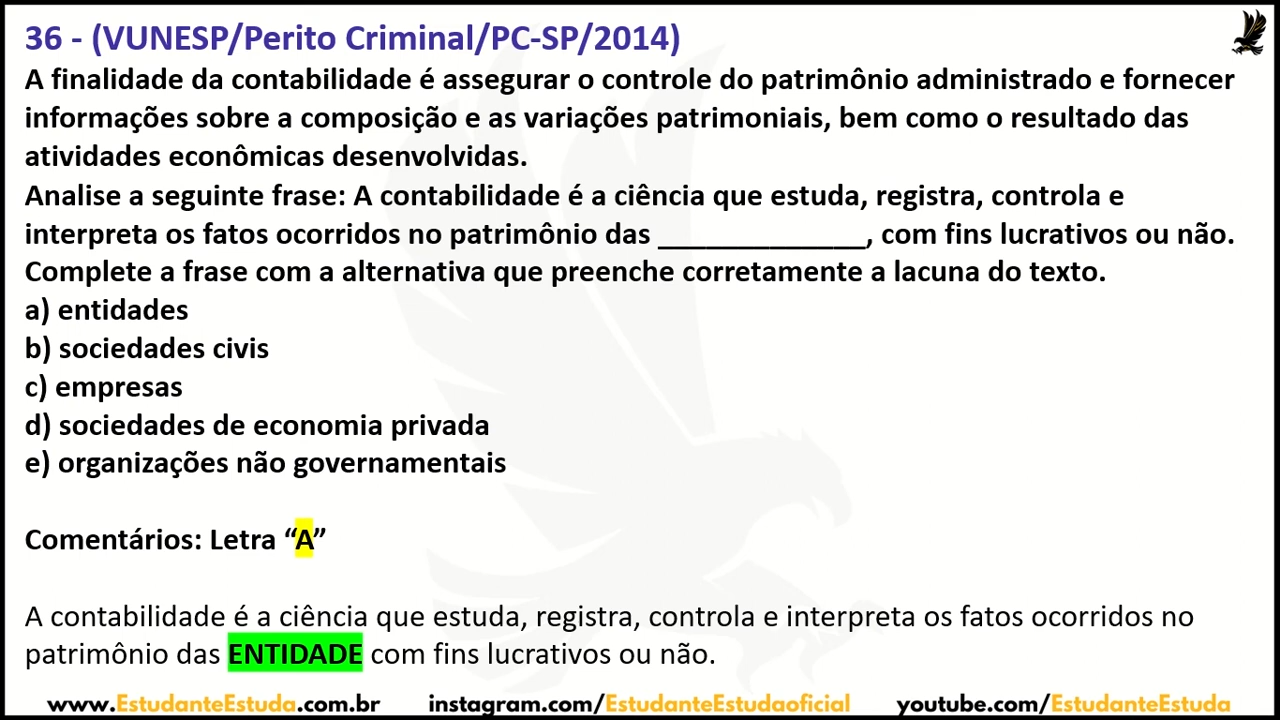 36 - (VUNESP/Perito Criminal/PC-SP/2014)
A finalidade da contabilidade é assegurar o controle do patrimônio administrado e fornecer
informações sobre a composição e as variações patrimoniais, bem como o resultado das
atividades econômicas desenvolvidas.
Analise a seguinte frase: A contabilidade é a ciência que estuda, registra, controla e
interpreta os fatos ocorridos no patrimônio das _____________, com fins lucrativos ou não.
Complete a frase com a alternativa que preenche corretamente a lacuna do texto.
a) entidades
b) sociedades civis
c) empresas
d) sociedades de economia privada
e) organizações não governamentais
Comentários: Letra “A”
A contabilidade é a ciência que estuda, registra, controla e interpreta os fatos ocorridos no
patrimônio das ENTIDADE com fins lucrativos ou não.
www.EstudanteEstuda.com.br instagram.com/EstudanteEstudaoficial youtube.com/EstudanteEstuda